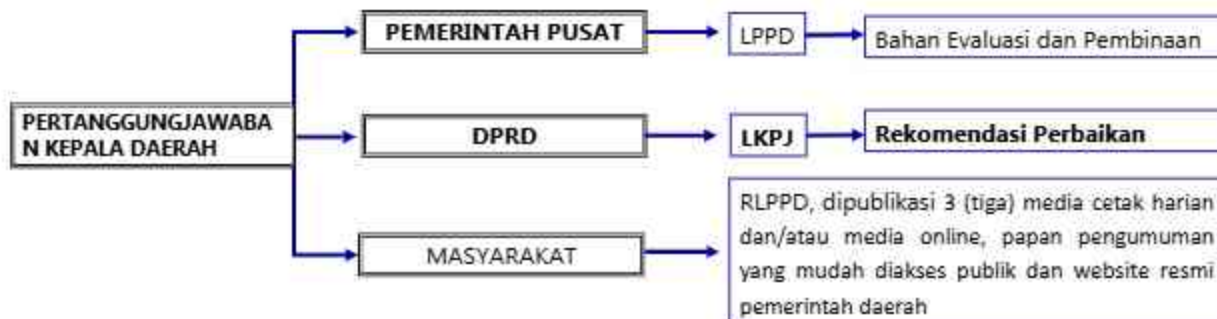 PEMERINTAH PUSAT
LPPD
Bahan Evaluasi dan Pembinaan
PERTANGGUNGJAWABA
N KEPALA DAERAH
DPRD
LKPJ
Rekomendasi Perbaikan
MASYARAKAT
RLPPD, dipublikasi 3 (tiga) media cetak harian
dan/atau media online, papan pengumuman
yang mudah diakses publik dan website resmi
pemerintah daerah